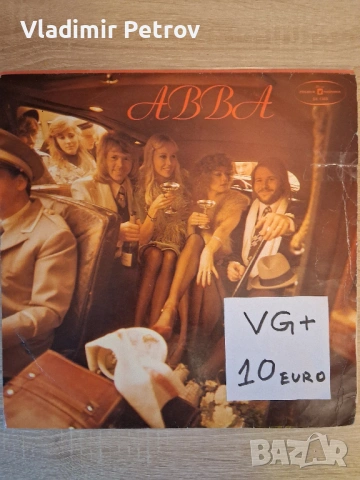 Vladimir Petrov
ABBA
VG+
10 EURO
BAZAR